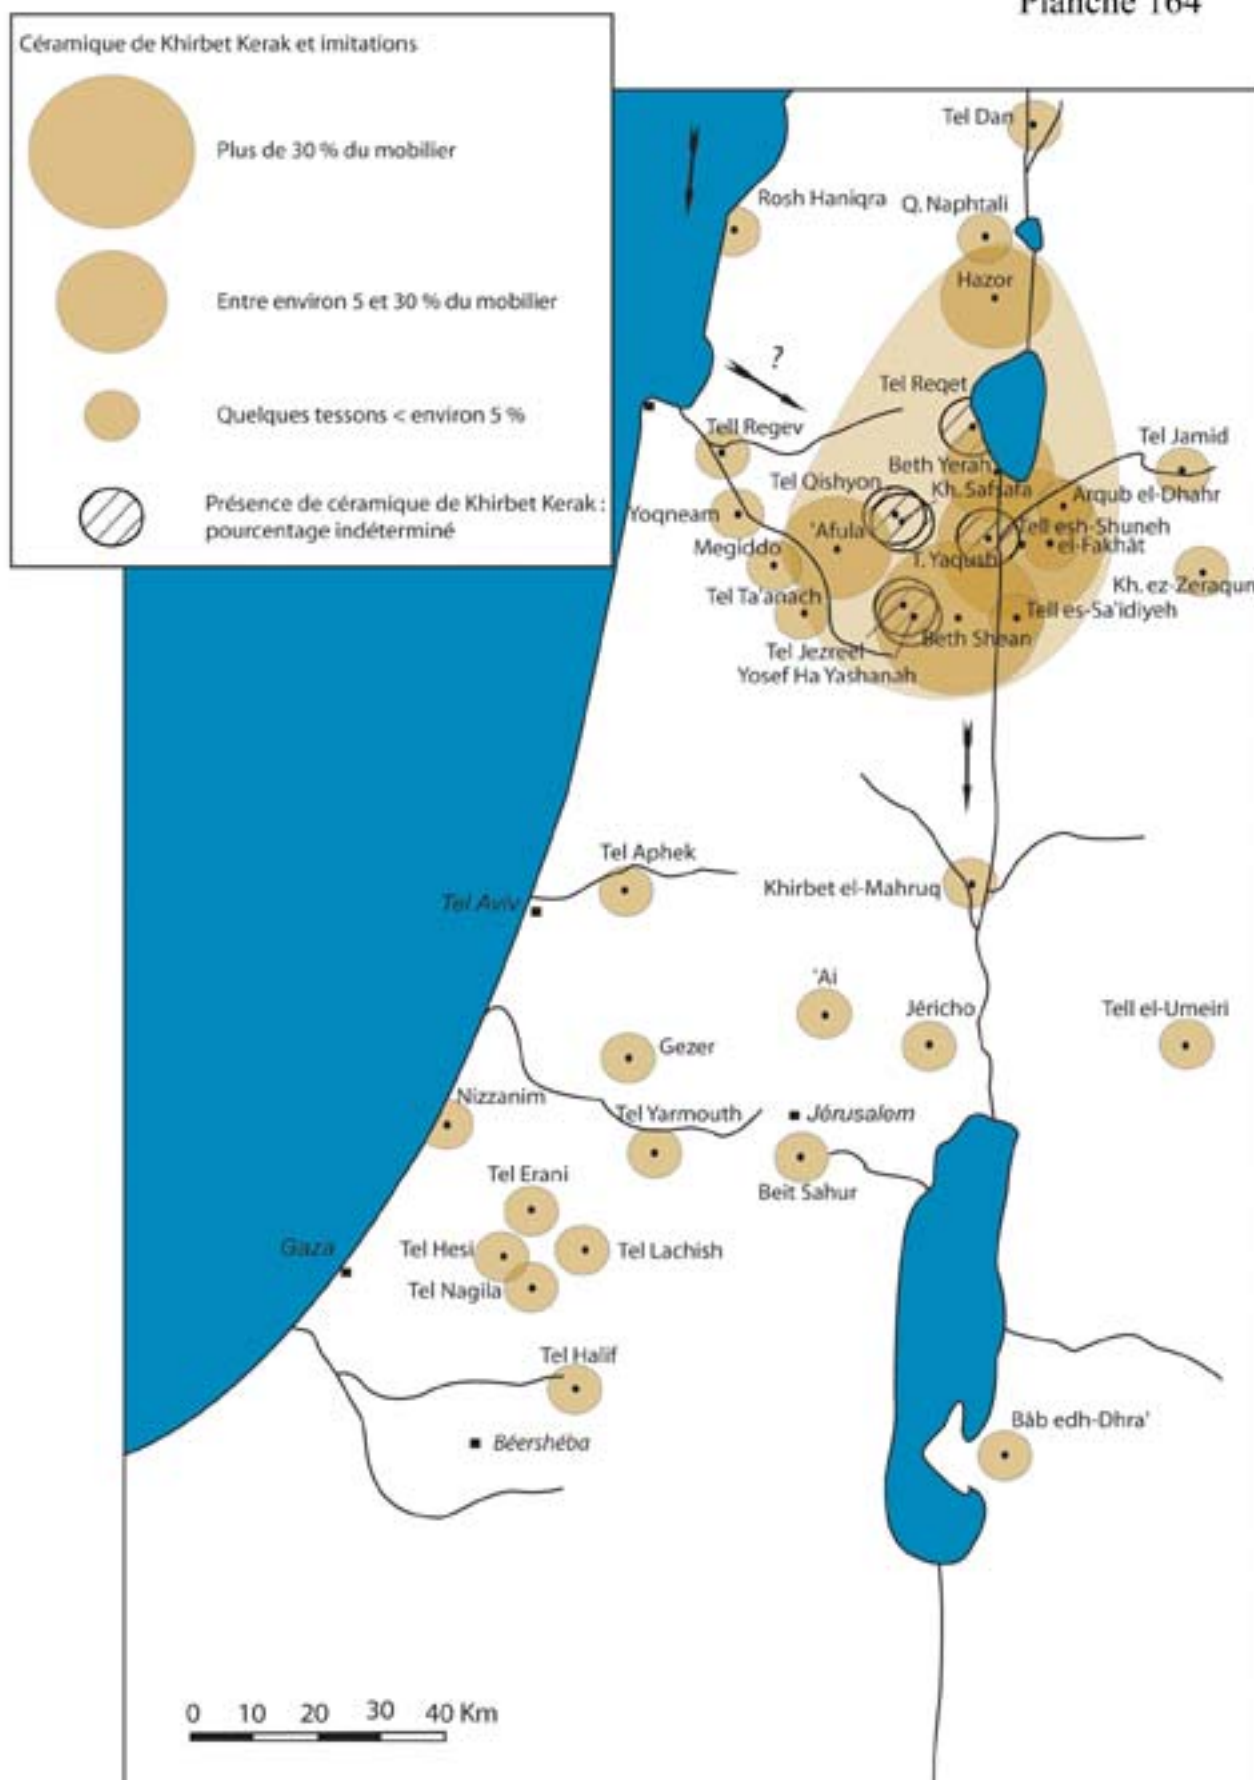 Planche 164
Céramique de Khirbet Kerak et imitations
Plus de 30 % du mobilier
Entre environ 5 et 30 % du mobilier
Quelques tessons < environ 5 %
Présence de céramique de Khirbet Kerak :
pourcentage indéterminé
Tel Dan
Rosh Haniqra
Q. Naphtali
Hazor
?
Tel Reqet
Tell Regev
Tel Jamid
Beth Yerah
Tel Qishyon
Kh. Safsafa
Arqub el-Dhahr
Yoqneam
'Afula
Tell esh-Shuneh
el-Fakhât
Megiddo
T. Yaqush
Kh. ez-Zeraqun
Tel Ta'anach
Tell es-Sa'idiyeh
Beth Shean
Tel Jezreel
Yosef Ha Yashanah
Tel Aphek
Khirbet el-Mahruq
Tel Aviv
'Ai
Jéricho
Tell el-Umeiri
Gezer
Nizzanim
Tel Yarmouth
Jérusalem
Tel Erani
Beit Sahur
Gaza
Tel Hesi
Tel Lachish
Tel Nagila
Tel Halif
Béershéba
Bâb edh-Dhra'
0 10 20 30 40 Km